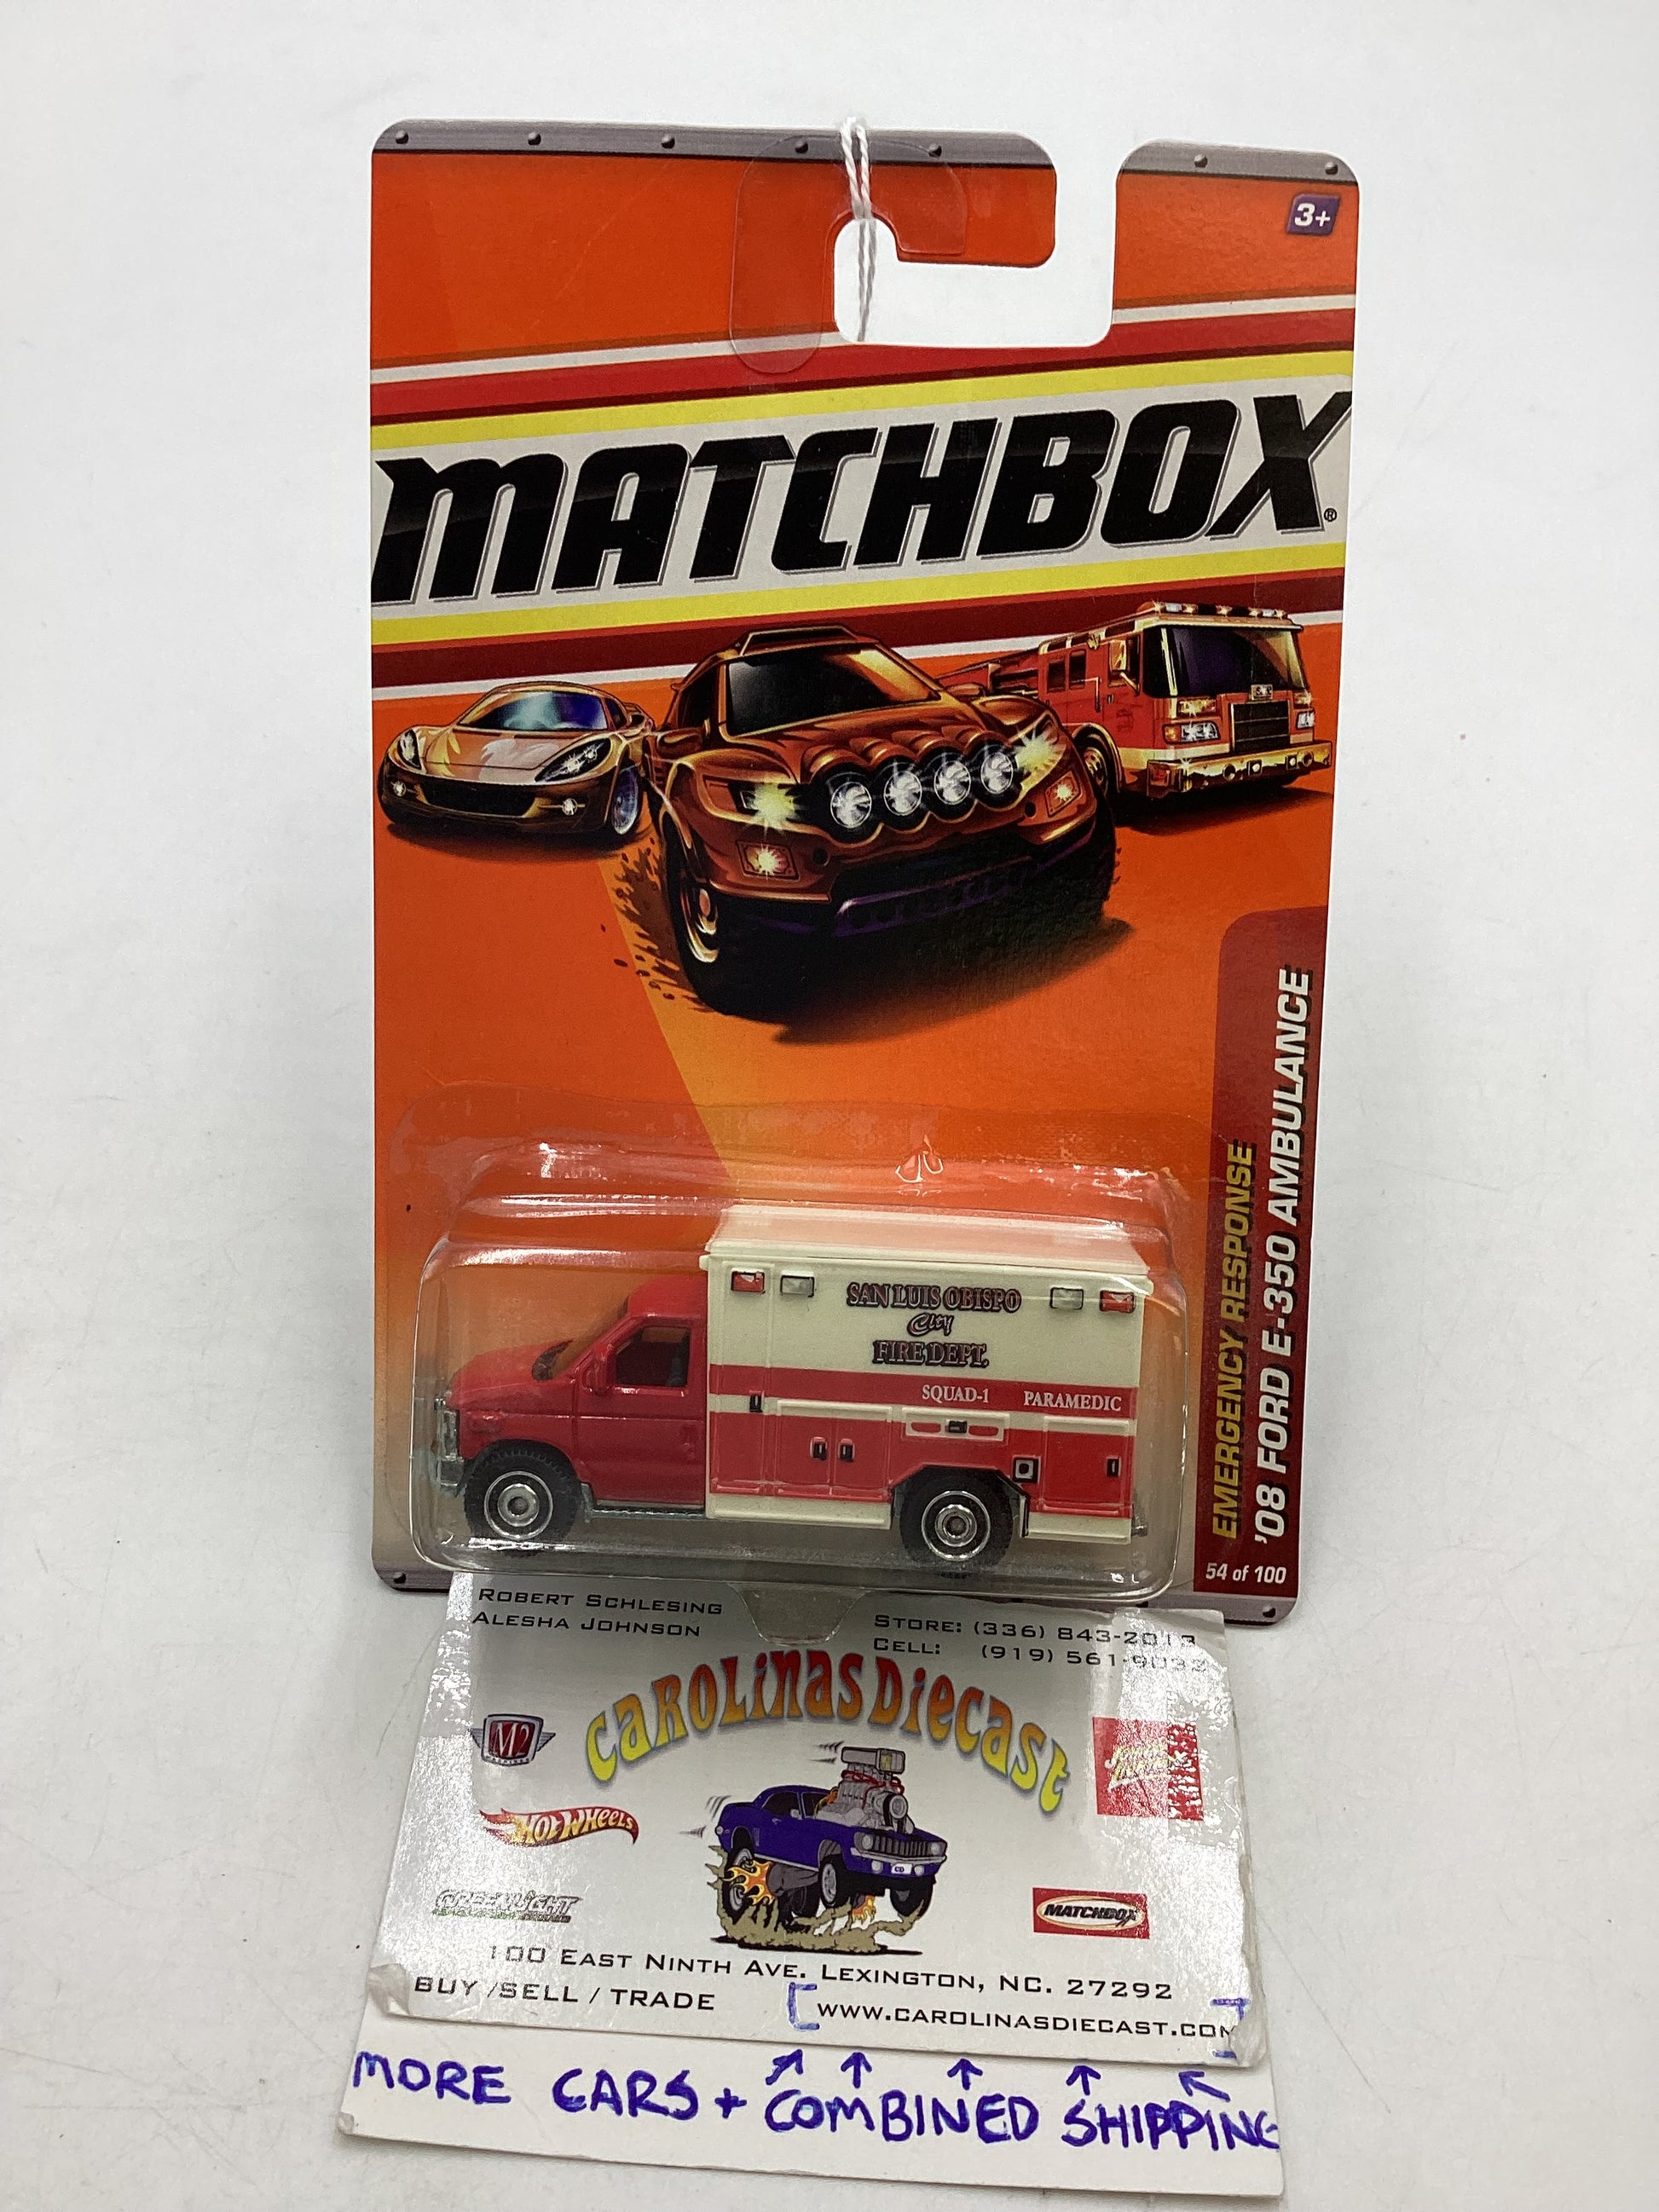 3+
MATCHBOX®
EMERGENCY RESPONSE
'08 FORD E-350 AMBULANCE
54 of 100
SAN LUIS OBISPO
City
FIRE DEPT.
SQUAD-1 PARAMEDIC
ROBERT SCHLESING
ALESHA JOHNSON
STORE: (336) 843-2013
CELL: (919) 561-9032
CAROLINAS DIECAST
M2
HOT WHEELS
GREENLIGHT
CD
MATCHBOX
100 EAST NINTH AVE. LEXINGTON, NC. 27292
BUY /SELL / TRADE
[WWW.CAROLINASDIECAST.COM]
MORE CARS + COMBINED SHIPPING